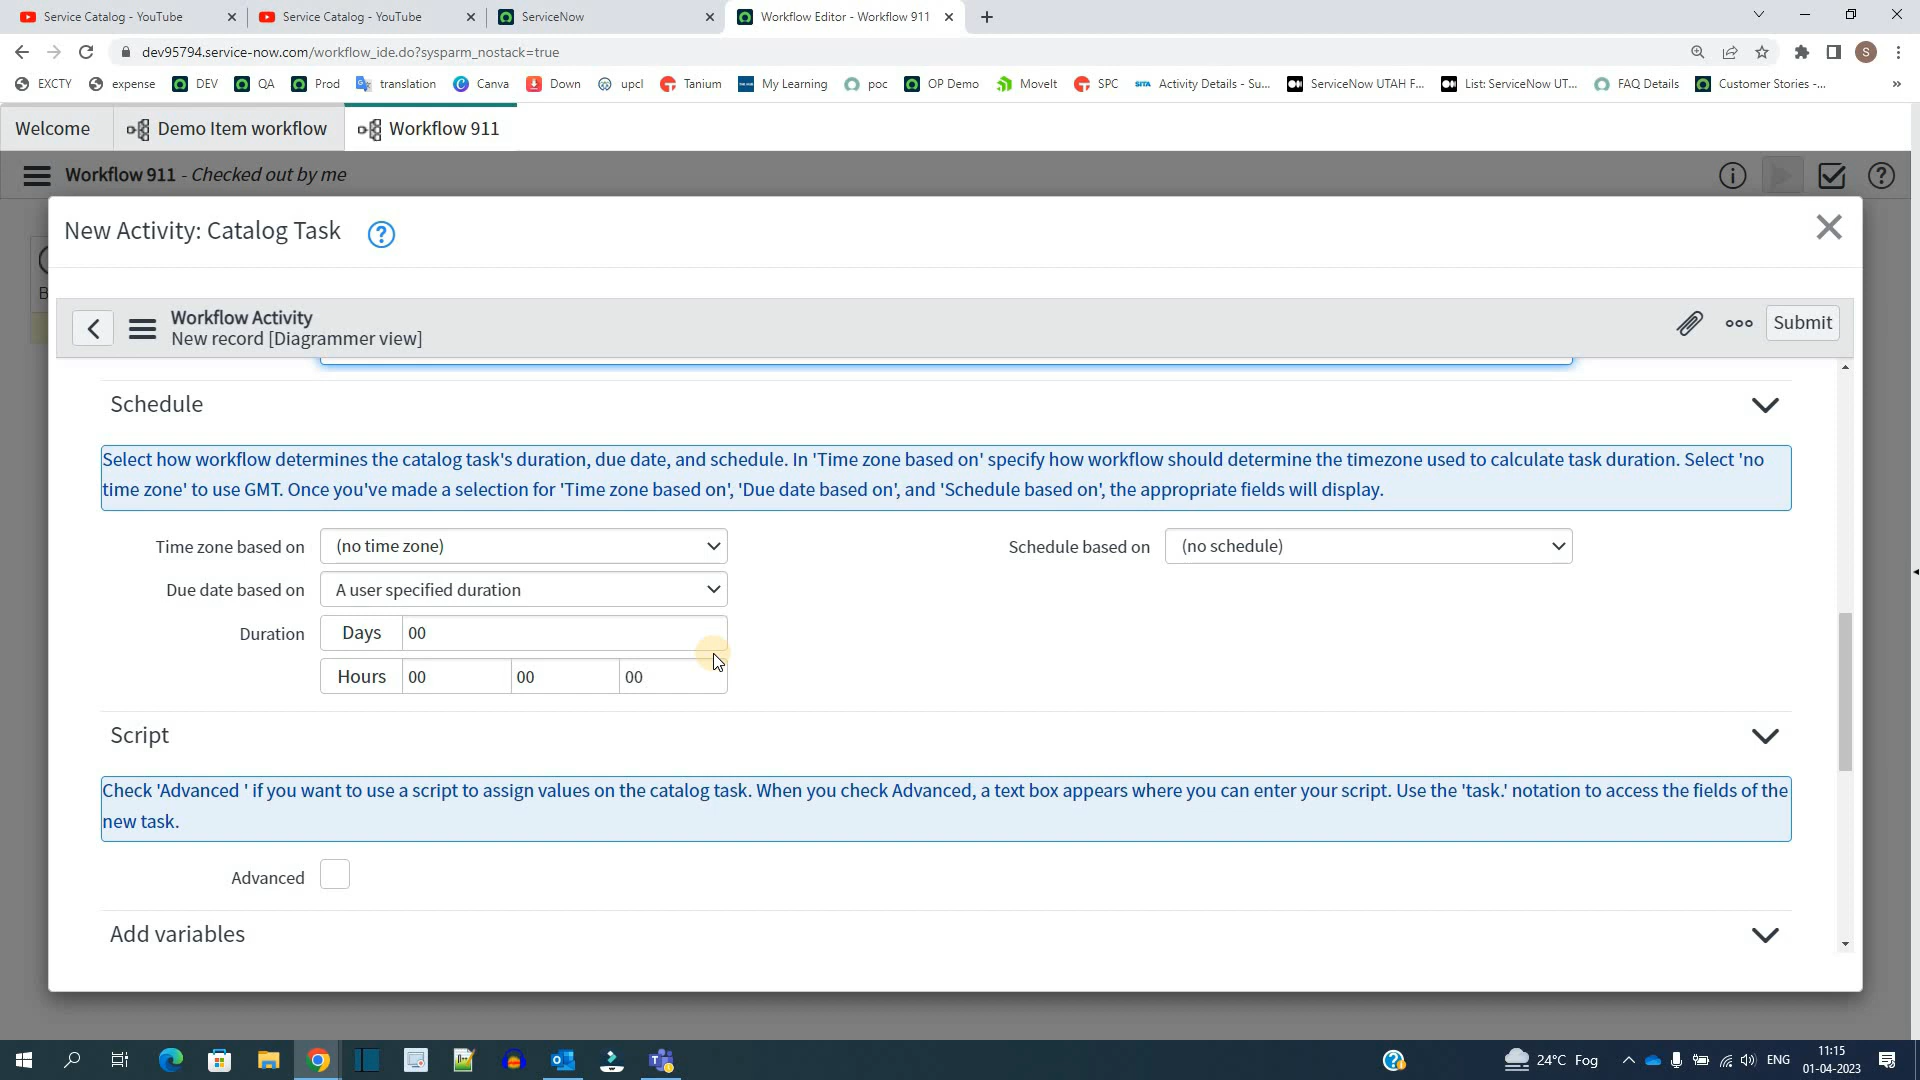 Service Catalog - YouTube
Service Catalog - YouTube
ServiceNow
Workflow Editor - Workflow 911
dev95794.service-now.com/workflow_ide.do?sysparm_nostack=true
S
EXCTY
expense
DEV
QA
Prod
translation
Canva
Down
upcl
Tanium
My Learning
poc
OP Demo
MoveIt
SPC
SITA
Activity Details - Su...
ServiceNow UTAH F...
List: ServiceNow UT...
FAQ Details
Customer Stories -...
Welcome
Demo Item workflow
Workflow 911
Workflow 911 - Checked out by me
B
New Activity: Catalog Task
Workflow Activity
New record [Diagrammer view]
Submit
Schedule
Select how workflow determines the catalog task's duration, due date, and schedule. In 'Time zone based on' specify how workflow should determine the timezone used to calculate task duration. Select 'no
time zone' to use GMT. Once you've made a selection for 'Time zone based on', 'Due date based on', and 'Schedule based on', the appropriate fields will display.
Time zone based on
(no time zone)
Schedule based on
(no schedule)
Due date based on
A user specified duration
Duration
Days
00
Hours
00
00
00
Script
Check 'Advanced ' if you want to use a script to assign values on the catalog task. When you check Advanced, a text box appears where you can enter your script. Use the 'task.' notation to access the fields of the
new task.
Advanced
Add variables
24°C Fog
ENG
11:15
01-04-2023